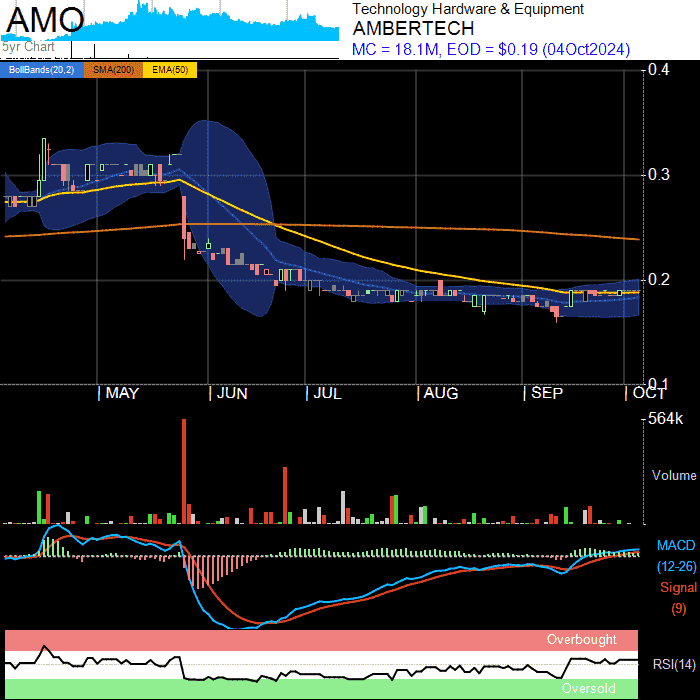 AMO
5yr Chart
Technology Hardware & Equipment
AMBERTECH
MC = 18.1M, EOD = $0.19 (04Oct2024)
BollBands(20,2) SMA(200) EMA(50)
0.4
0.3
0.2
0.1
MAY JUN JUL AUG SEP OCT
564k
Volume
MACD
(12-26)
Signal
(9)
Overbought
RSI(14)
Oversold